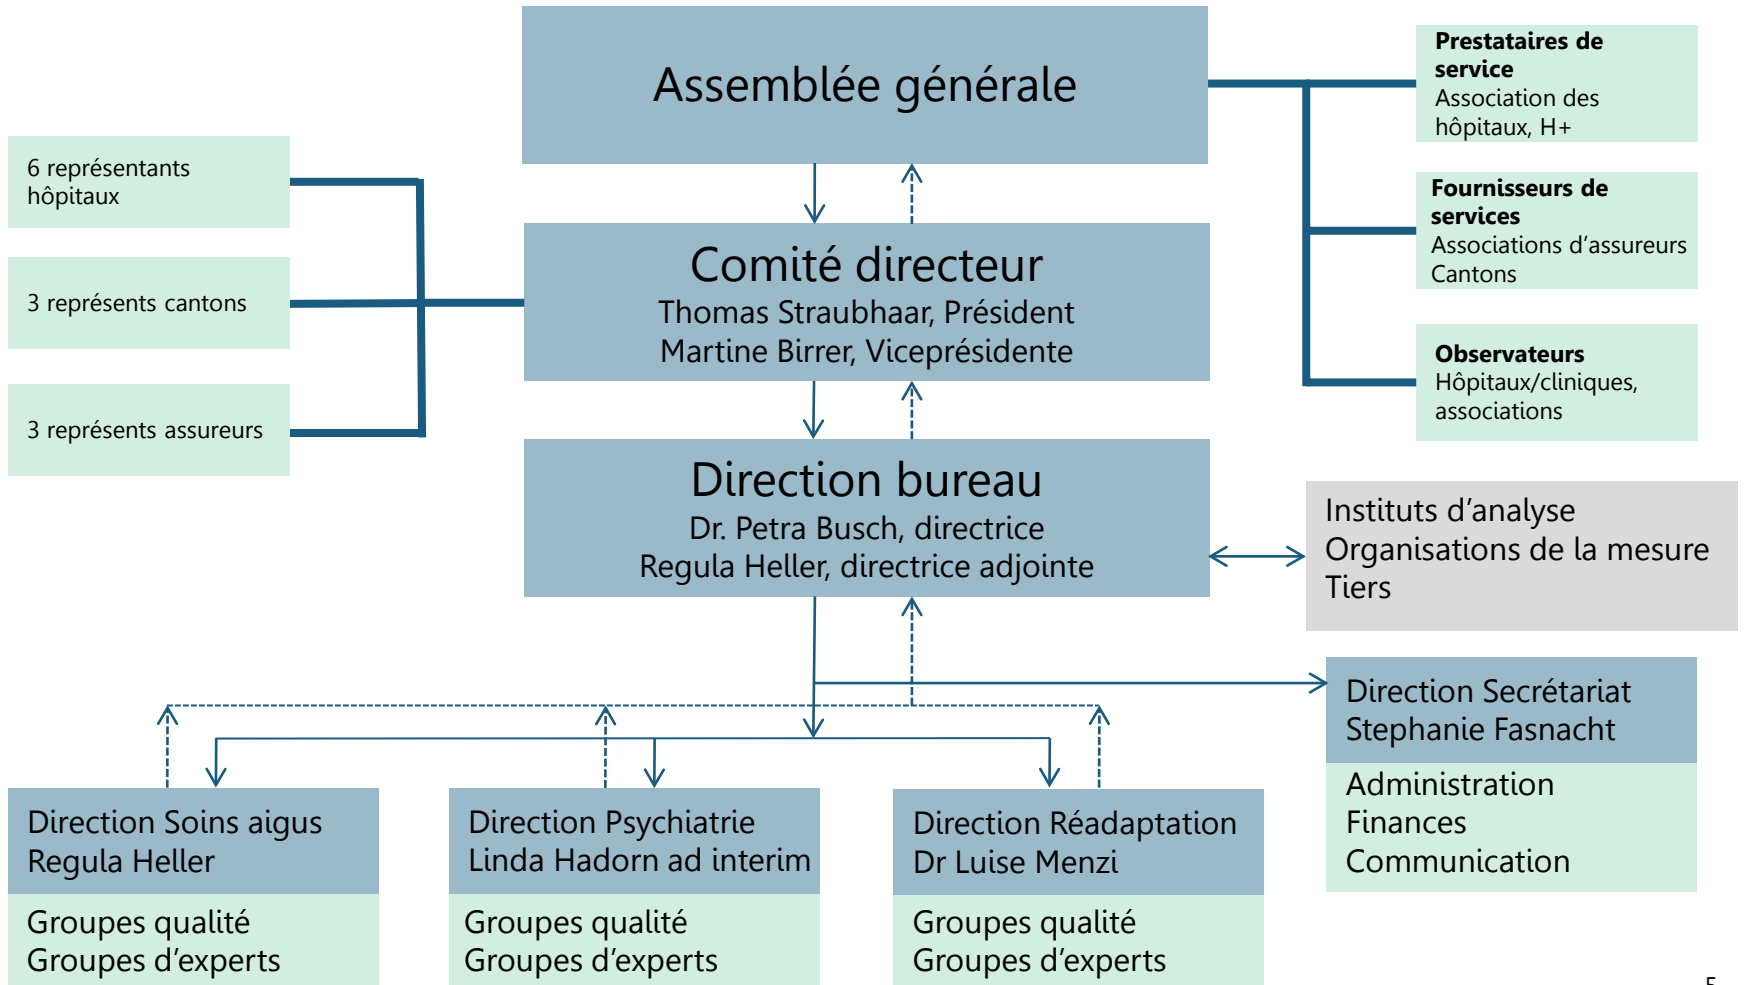 Assemblée générale
Prestataires de
service
Association des
hôpitaux, H+
6 représentants
hôpitaux
Fournisseurs de
services
Associations d’assureurs
Cantons
Comité directeur
Thomas Straubhaar, Président
Martine Birrer, Viceprésidente
3 représents cantons
Observateurs
Hôpitaux/cliniques,
associations
3 représents assureurs
Direction bureau
Dr. Petra Busch, directrice
Regula Heller, directrice adjointe
Instituts d’analyse
Organisations de la mesure
Tiers
Direction Secrétariat
Stephanie Fasnacht
Administration
Finances
Communication
Direction Soins aigus
Regula Heller
Groupes qualité
Groupes d’experts
Direction Psychiatrie
Linda Hadorn ad interim
Groupes qualité
Groupes d’experts
Direction Réadaptation
Dr Luise Menzi
Groupes qualité
Groupes d’experts
5